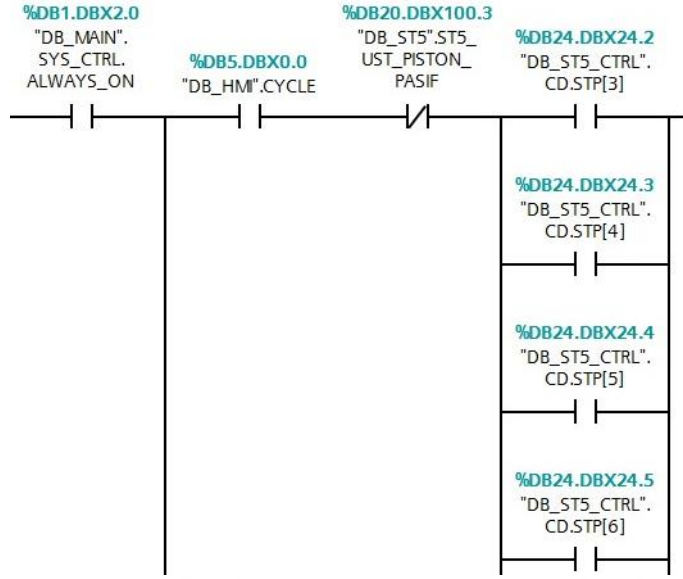 %DB1.DBX2.0
"DB_MAIN".
SYS_CTRL.
ALWAYS_ON
%DB5.DBX0.0
"DB_HMI".CYCLE
%DB20.DBX100.3
"DB_ST5".ST5_
UST_PISTON_
PASIF
%DB24.DBX24.2
"DB_ST5_CTRL".
CD.STP[3]
%DB24.DBX24.3
"DB_ST5_CTRL".
CD.STP[4]
%DB24.DBX24.4
"DB_ST5_CTRL".
CD.STP[5]
%DB24.DBX24.5
"DB_ST5_CTRL".
CD.STP[6]